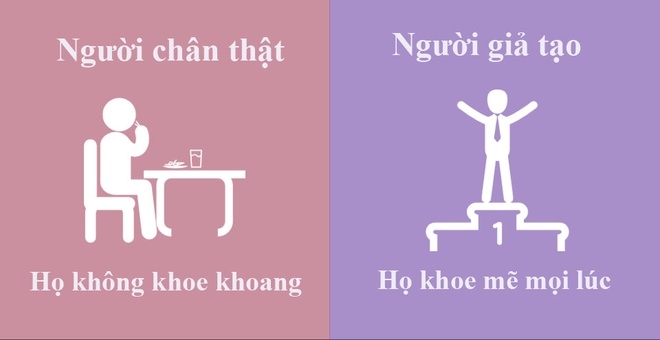 Người chân thật
Họ không khoe khoang
Người giả tạo
1
Họ khoe mẽ mọi lúc